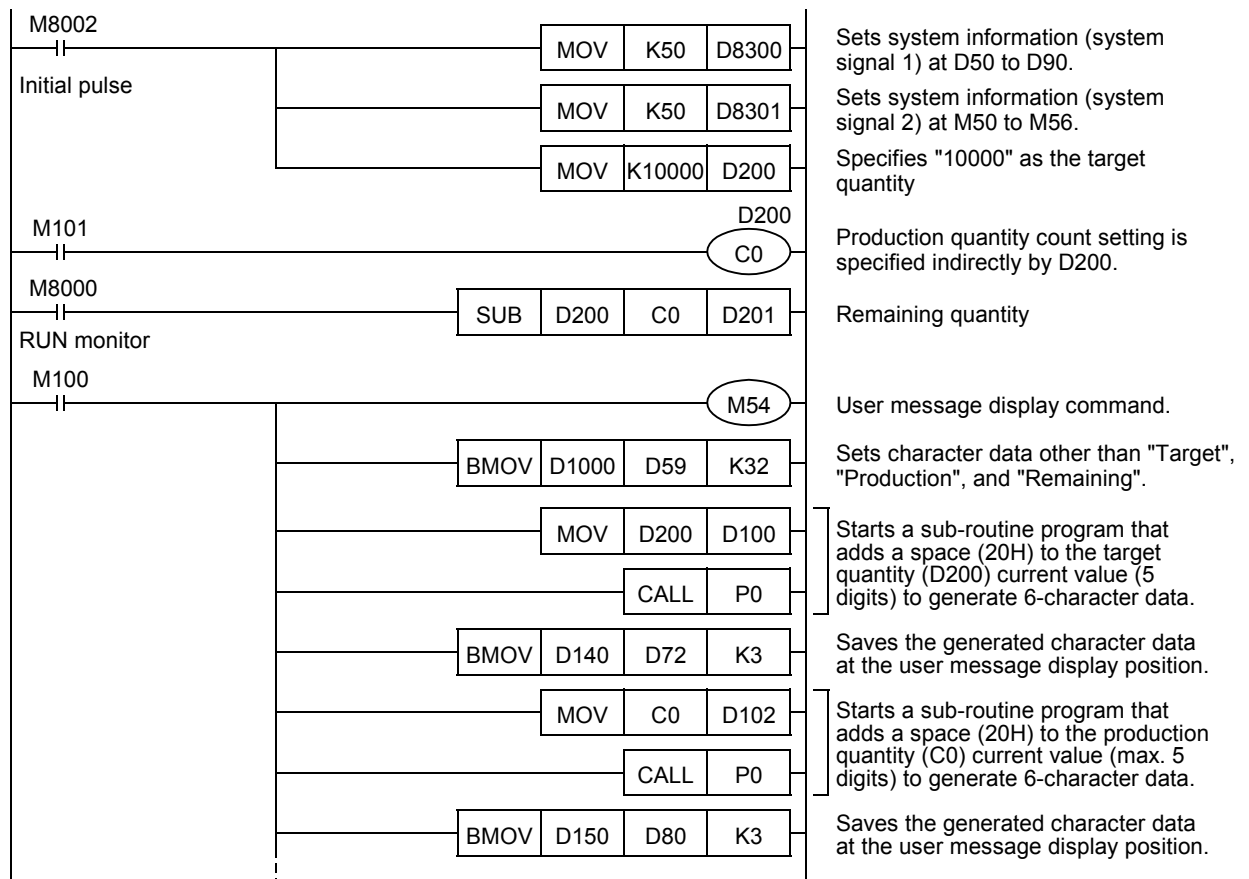 M8002
MOV K50 D8300
Sets system information (system
signal 1) at D50 to D90.
Initial pulse
MOV K50 D8301
Sets system information (system
signal 2) at M50 to M56.
MOV K10000 D200
Specifies "10000" as the target
quantity
M101
D200
C0
Production quantity count setting is
specified indirectly by D200.
M8000
SUB D200 C0 D201
Remaining quantity
RUN monitor
M100
M54
User message display command.
BMOV D1000 D59 K32
Sets character data other than "Target",
"Production", and "Remaining".
MOV D200 D100
CALL P0
Starts a sub-routine program that
adds a space (20H) to the target
quantity (D200) current value (5
digits) to generate 6-character data.
BMOV D140 D72 K3
Saves the generated character data
at the user message display position.
MOV C0 D102
CALL P0
Starts a sub-routine program that
adds a space (20H) to the production
quantity (C0) current value (max. 5
digits) to generate 6-character data.
BMOV D150 D80 K3
Saves the generated character data
at the user message display position.